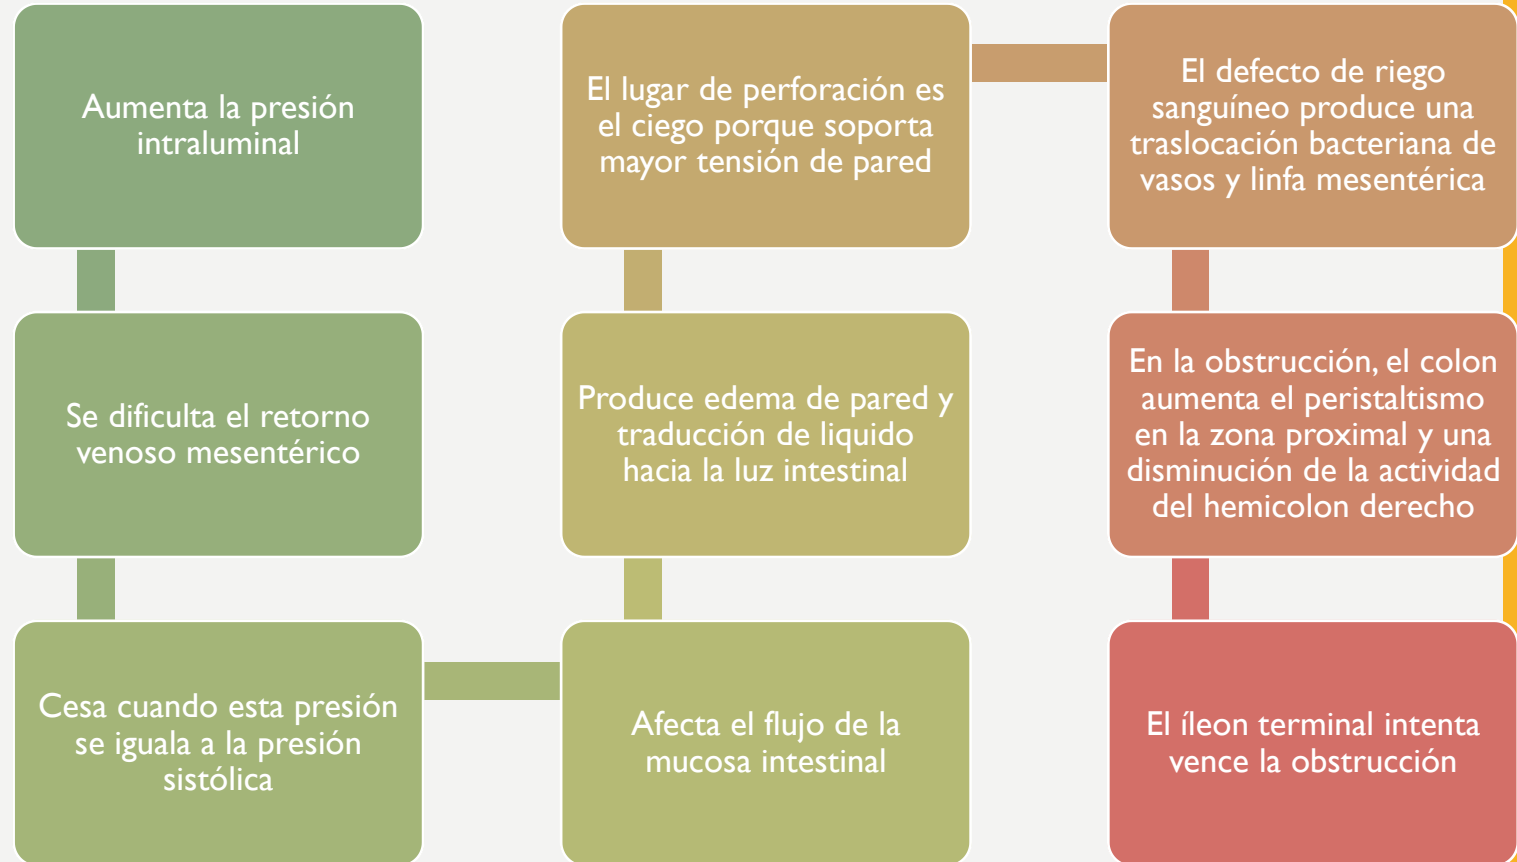 Aumenta la presión
intraluminal
Se dificulta el retorno
venoso mesentérico
Cesa cuando esta presión
se iguala a la presión
sistólica
Afecta el flujo de la
mucosa intestinal
Produce edema de pared y
traducción de liquido
hacia la luz intestinal
El lugar de perforación es
el ciego porque soporta
mayor tensión de pared
El defecto de riego
sanguíneo produce una
traslocación bacteriana de
vasos y linfa mesentérica
En la obstrucción, el colon
aumenta el peristaltismo
en la zona proximal y una
disminución de la actividad
del hemicolon derecho
El íleon terminal intenta
vence la obstrucción